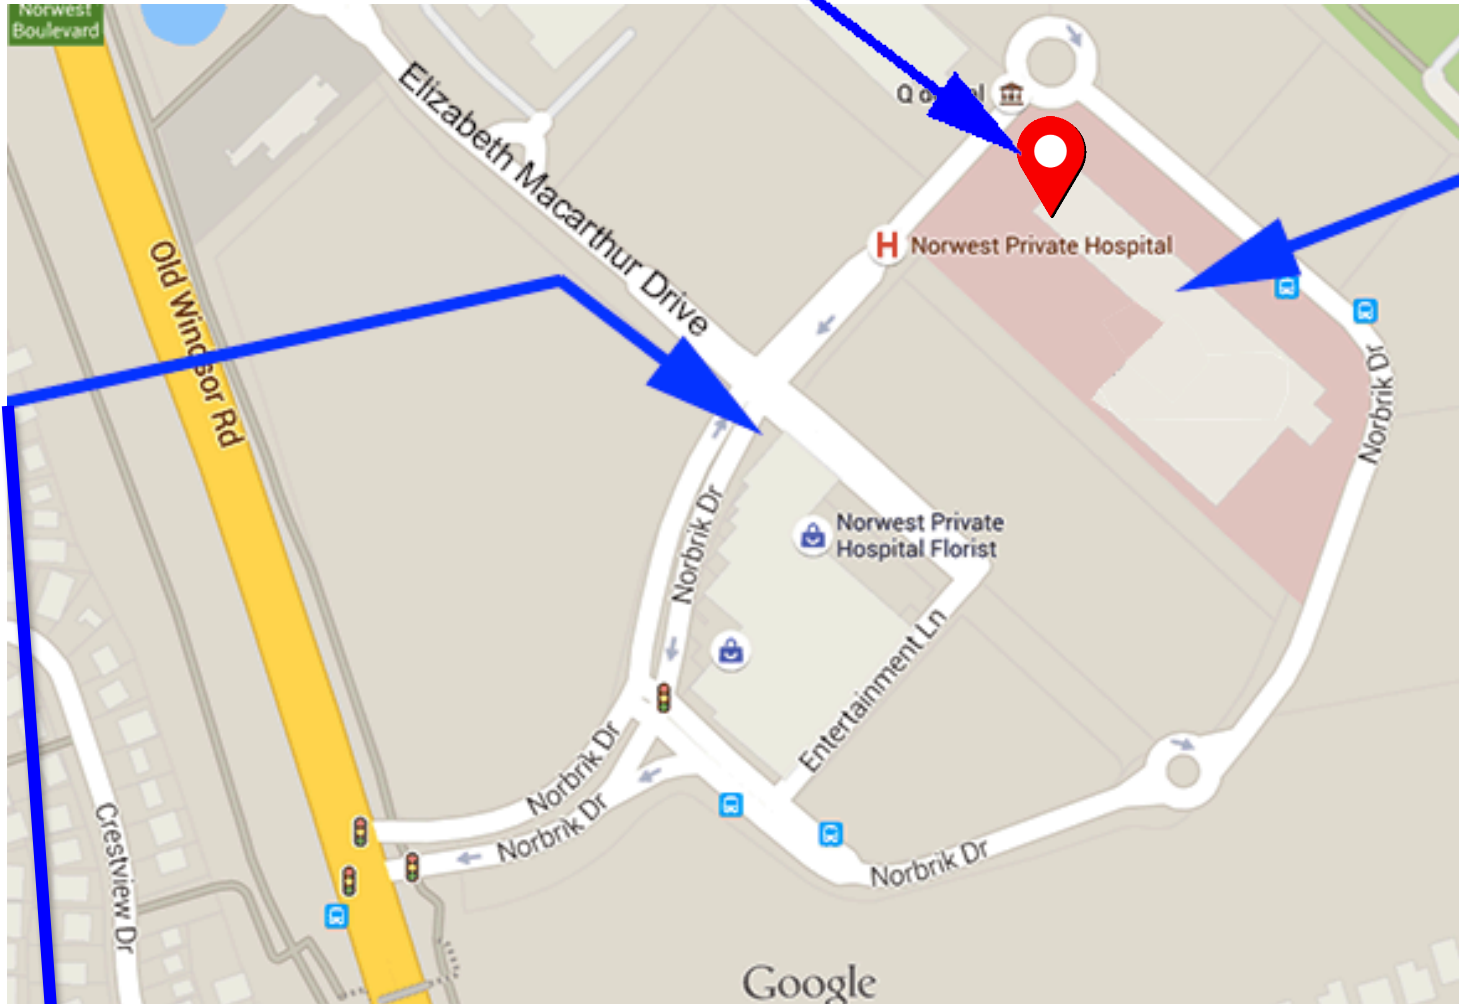 Norwest
Boulevard
Elizabeth Macarthur Drive
Old Windsor Rd
H Norwest Private Hospital
Norbrik Dr
Norbrik Dr
Norwest Private
Hospital Florist
Entertainment Ln
Norbrik Dr
Norbrik Dr
Norbrik Dr
Crestview Dr
Google